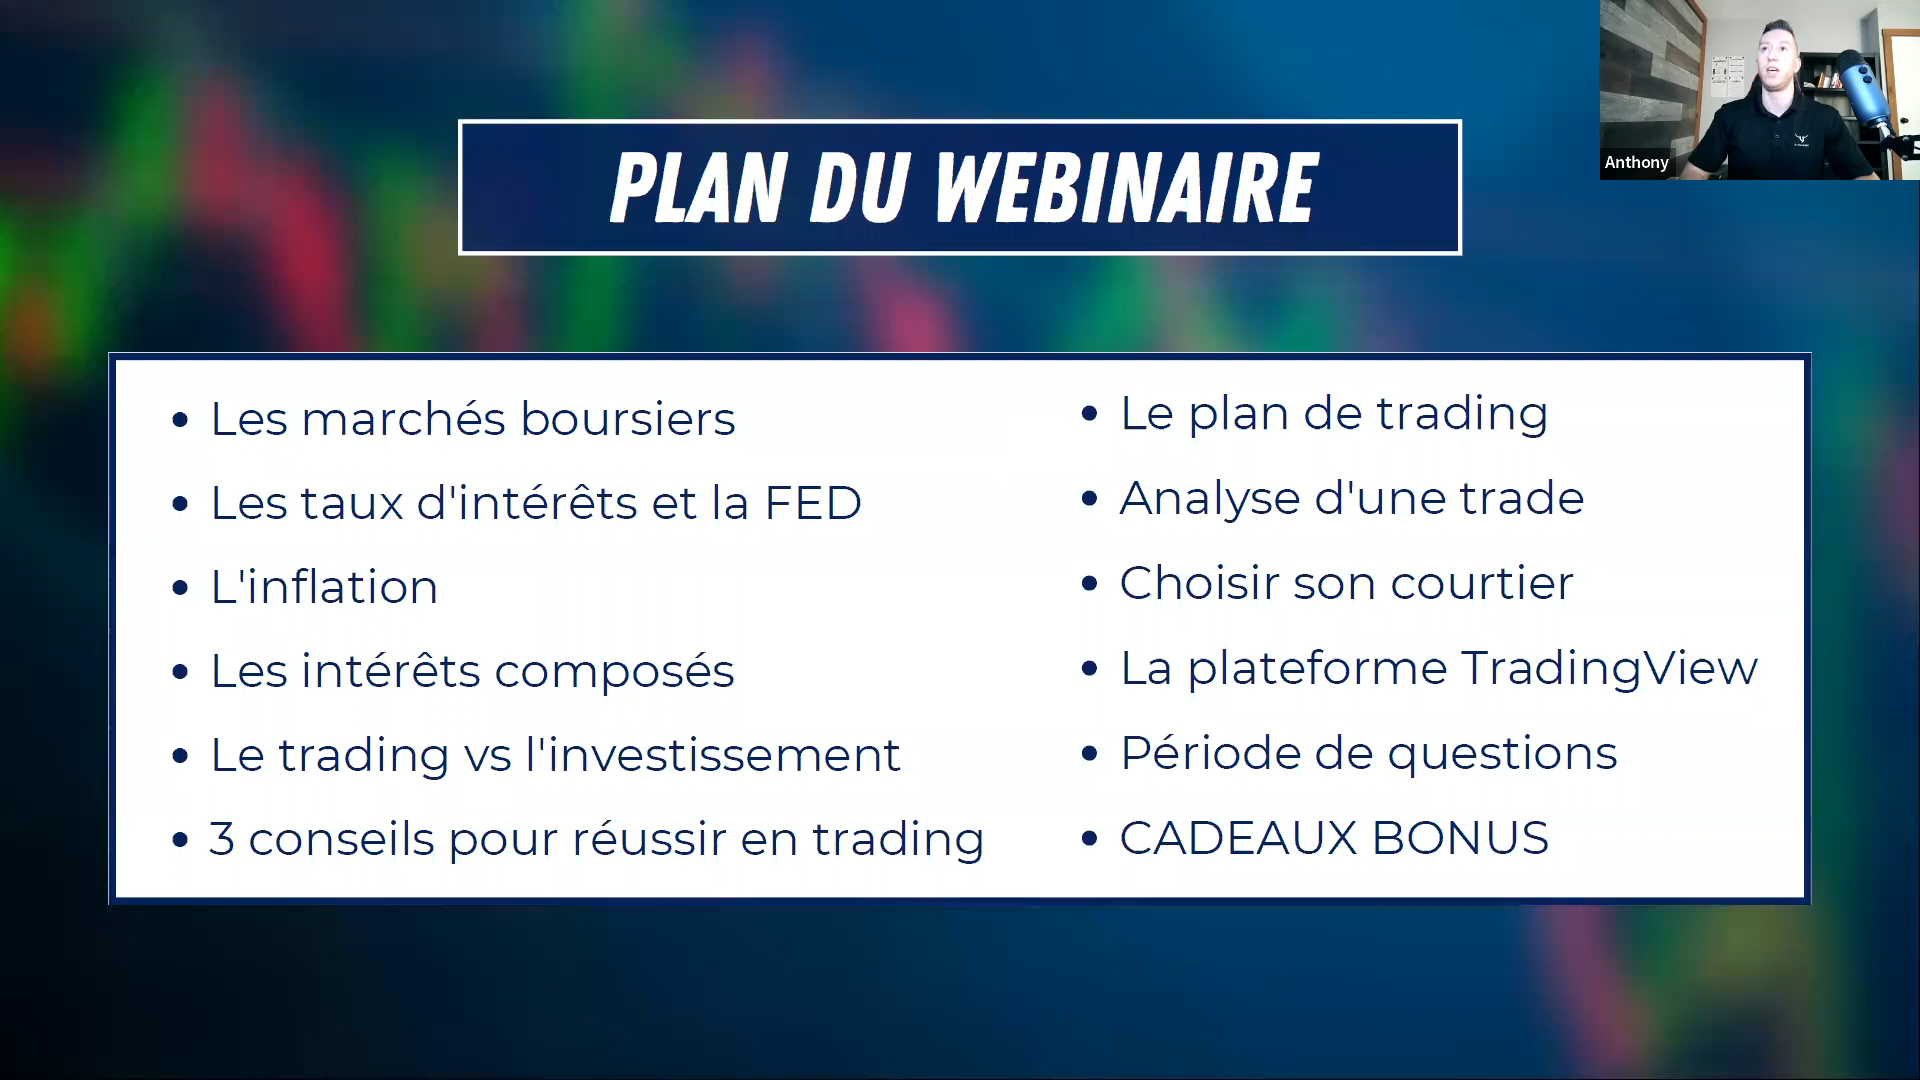 PLAN DU WEBINAIRE
Anthony
• Les marchés boursiers
• Les taux d'intérêts et la FED
• L'inflation
• Les intérêts composés
• Le trading vs l'investissement
• 3 conseils pour réussir en trading
• Le plan de trading
• Analyse d'une trade
• Choisir son courtier
• La plateforme TradingView
• Période de questions
• CADEAUX BONUS